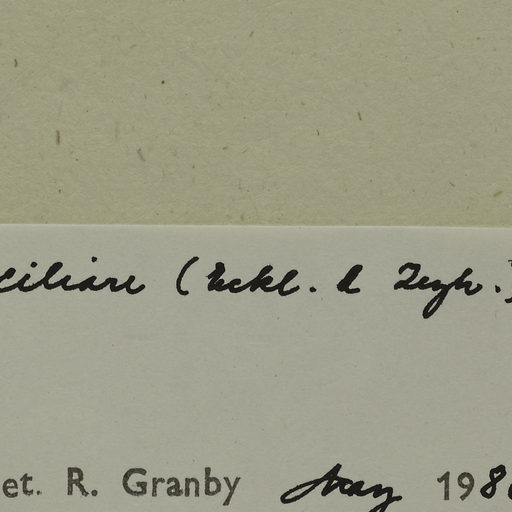 ciliare (Eckl. & Zeyh.)
et. R. Granby May 198